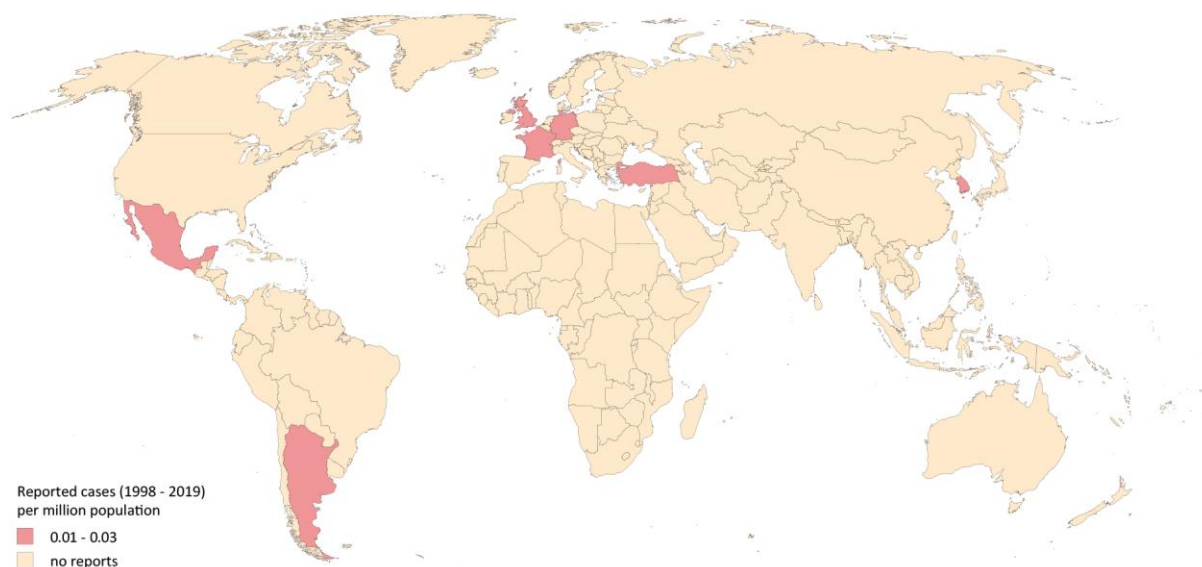 Reported cases (1998 - 2019)
per million population
0.01 - 0.03
no reports